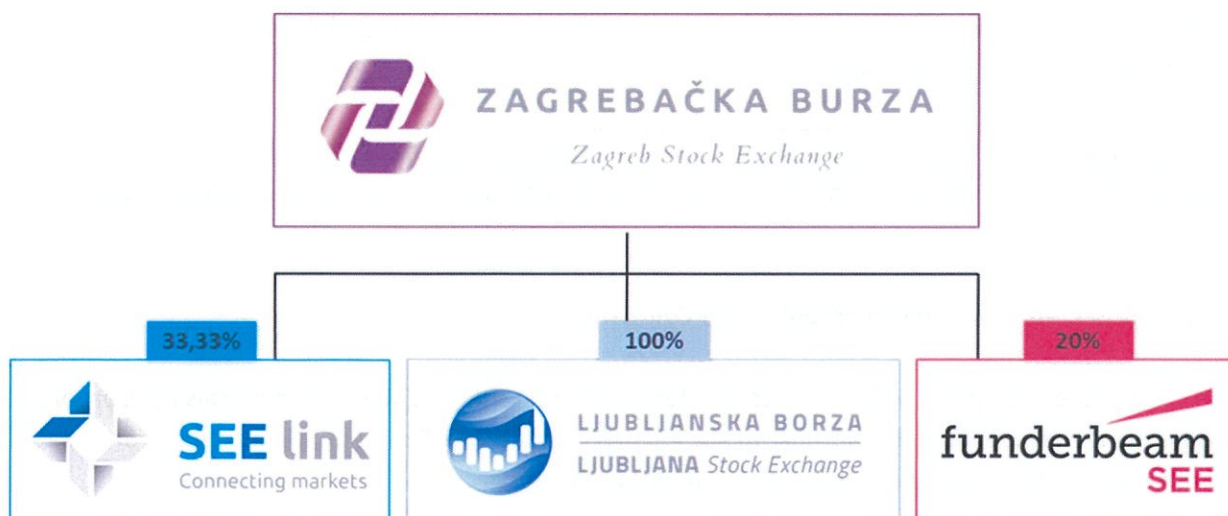 ZAGREBAČKA BURZA
Zagreb Stock Exchange
33,33%
100%
20%
SEE link
Connecting markets
LJUBLJANSKA BORZA
LJUBLJANA Stock Exchange
funderbeam
SEE